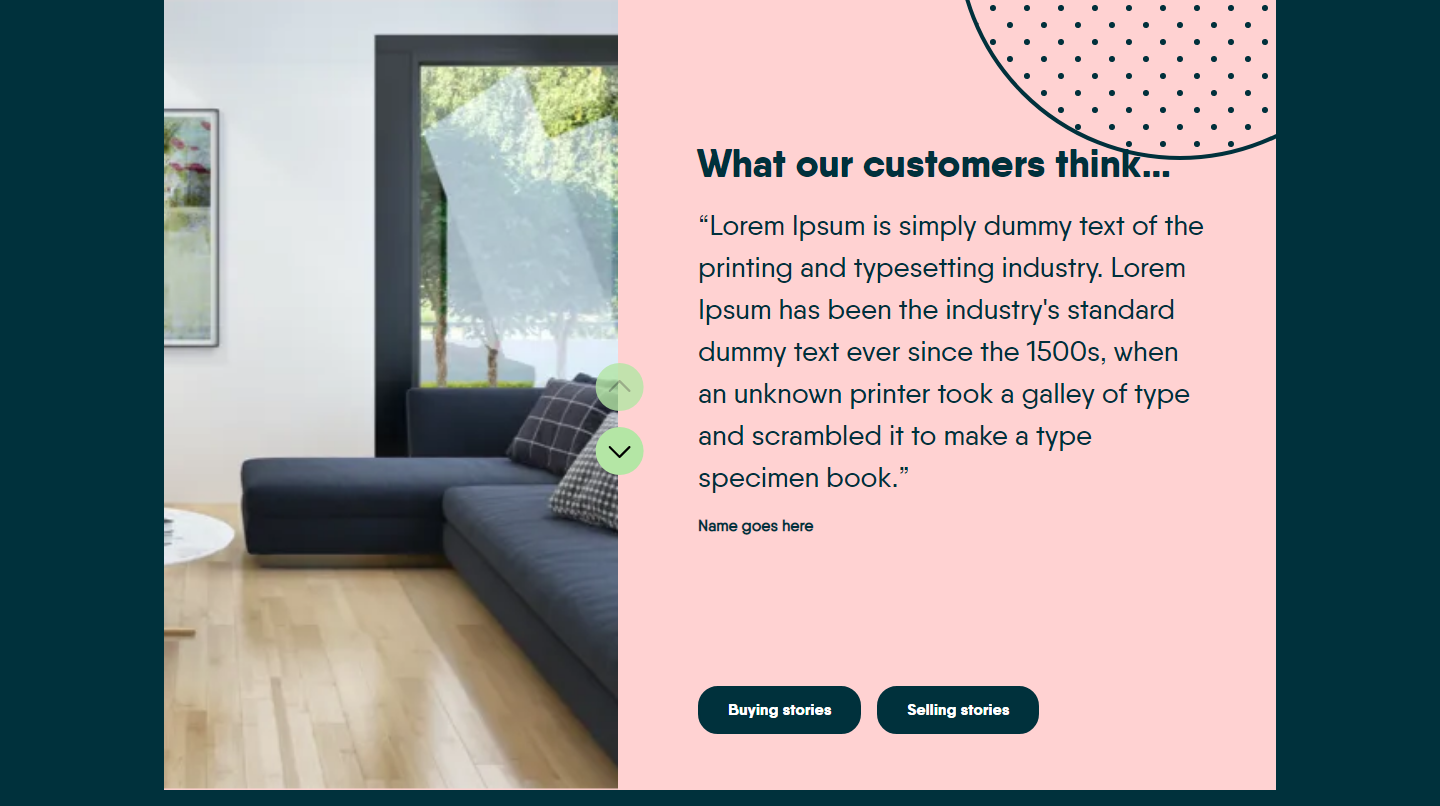 What our customers think...
“Lorem Ipsum is simply dummy text of the
printing and typesetting industry. Lorem
Ipsum has been the industry's standard
dummy text ever since the 1500s, when
an unknown printer took a galley of type
and scrambled it to make a type
specimen book.”
Name goes here
Buying stories
Selling stories